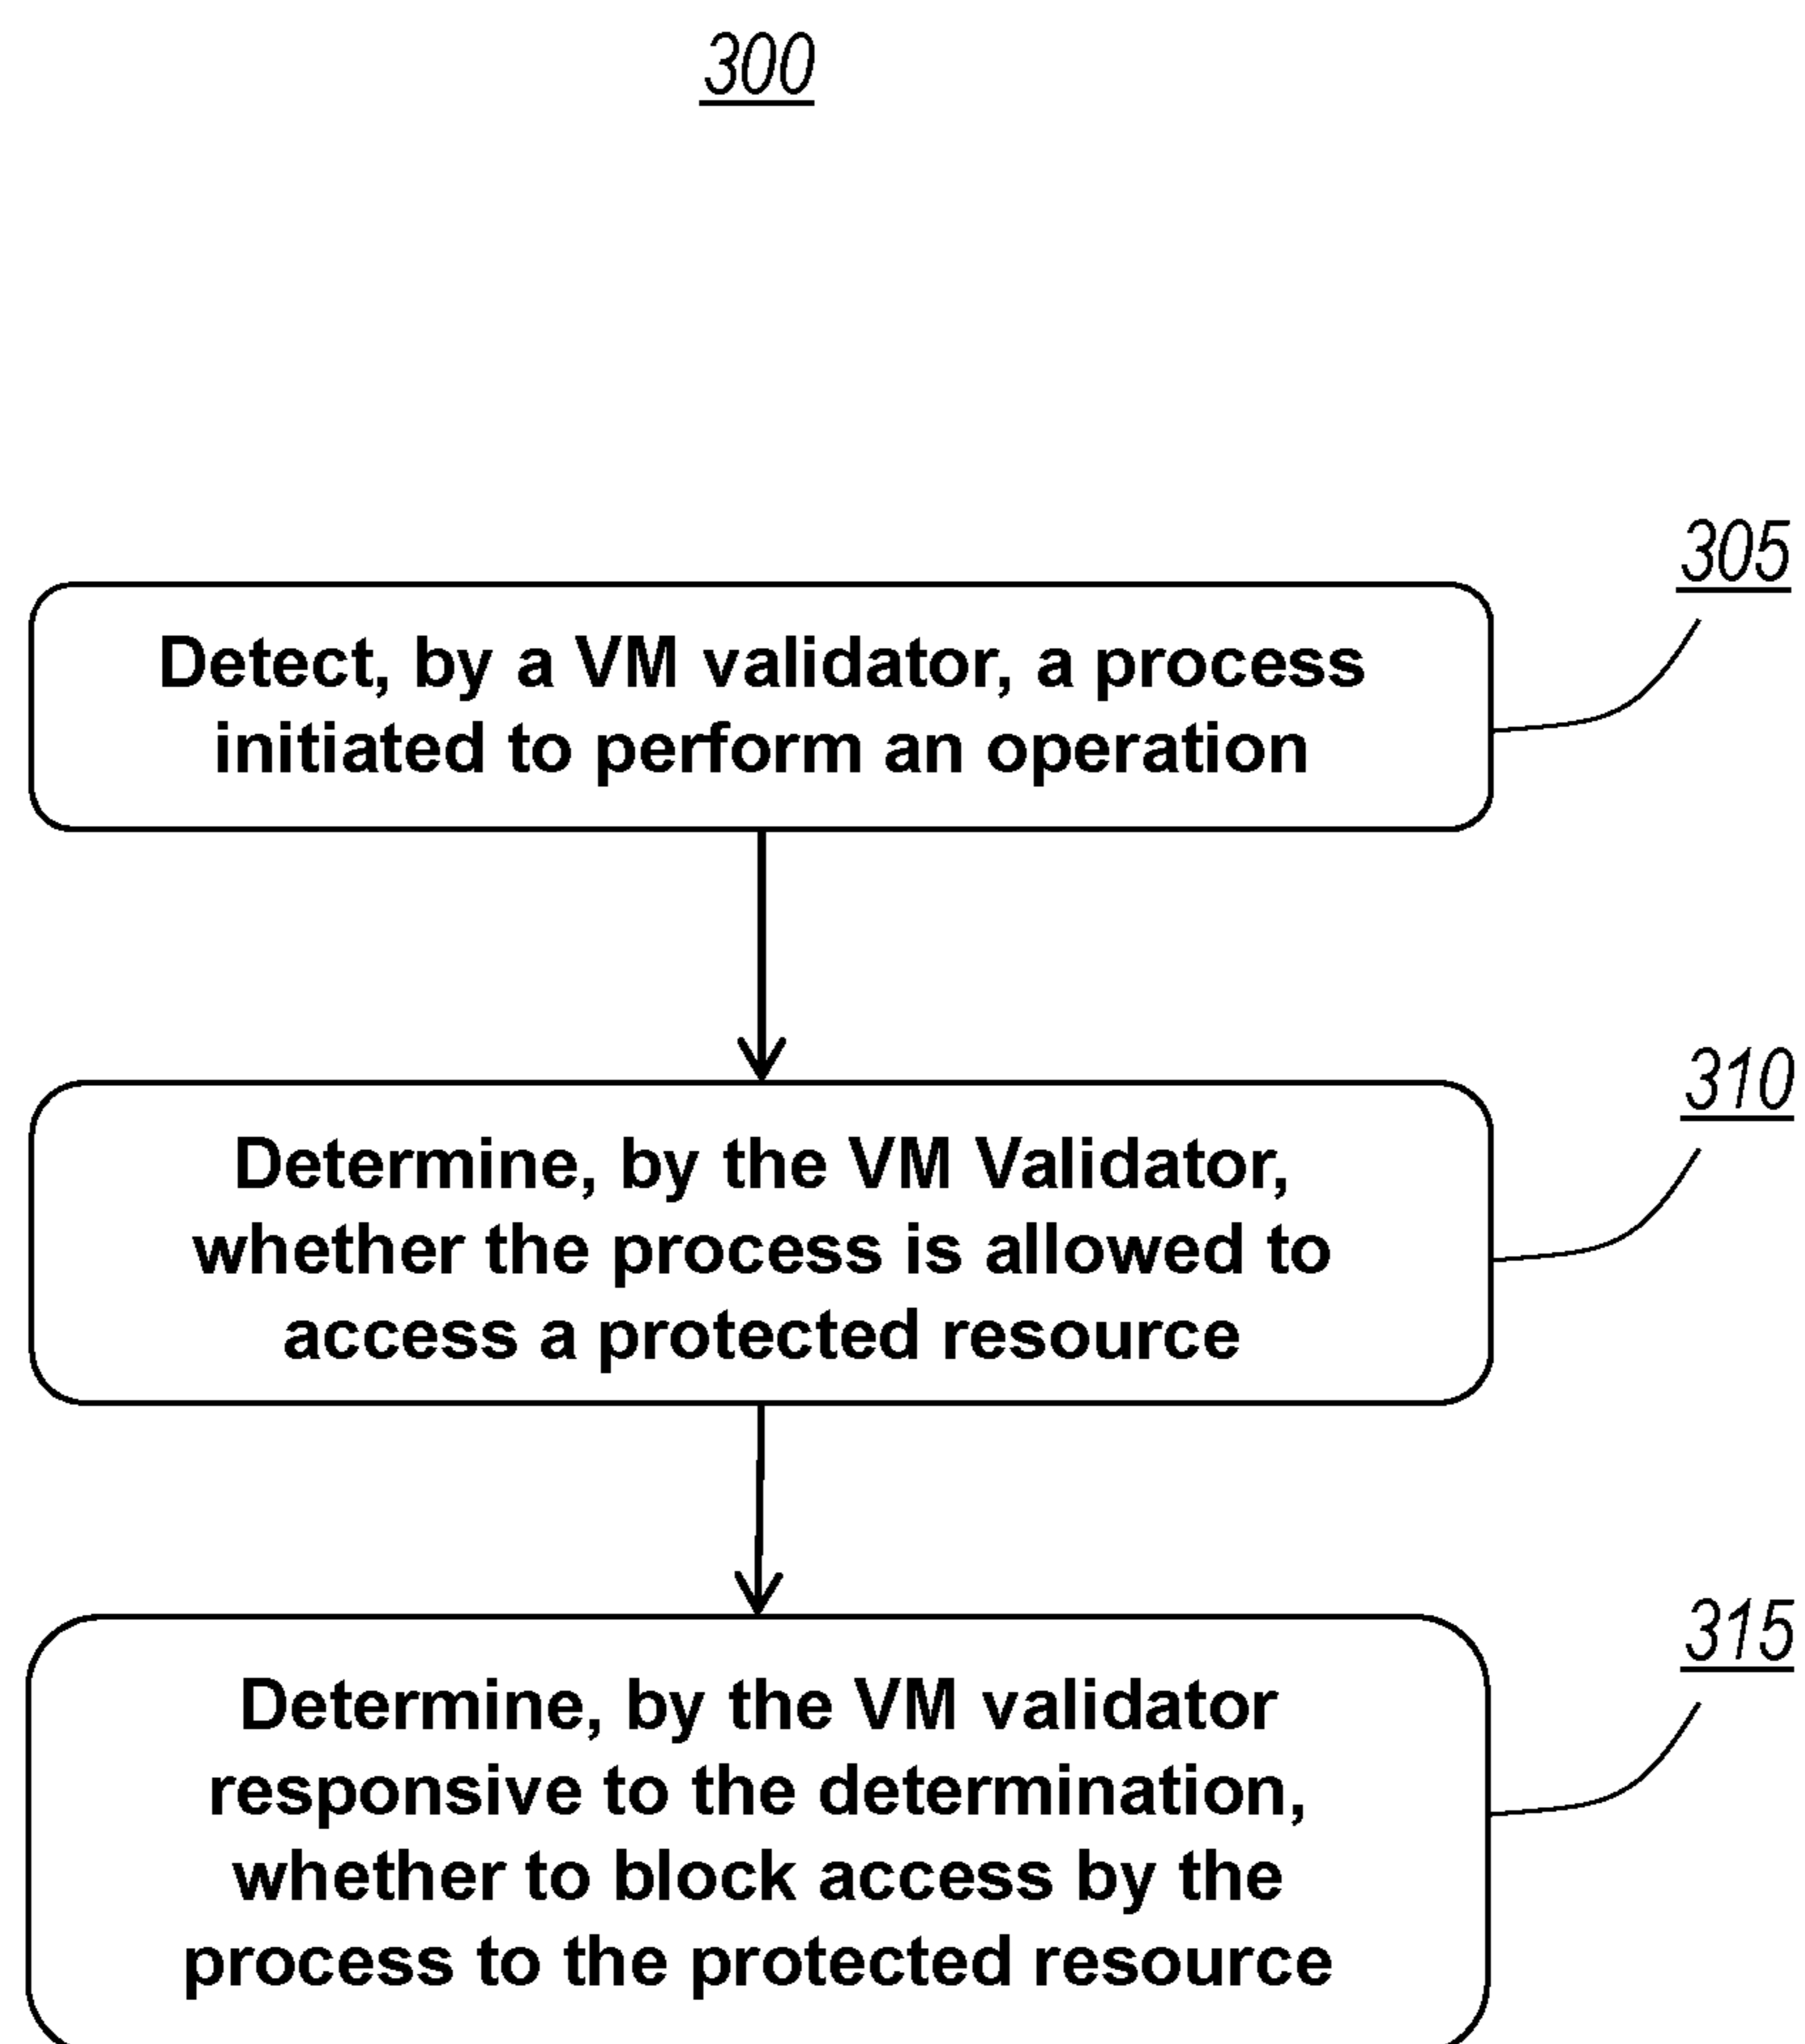 300
305
Detect, by a VM validator, a process
initiated to perform an operation
310
Determine, by the VM Validator,
whether the process is allowed to
access a protected resource
315
Determine, by the VM validator
responsive to the determination,
whether to block access by the
process to the protected resource